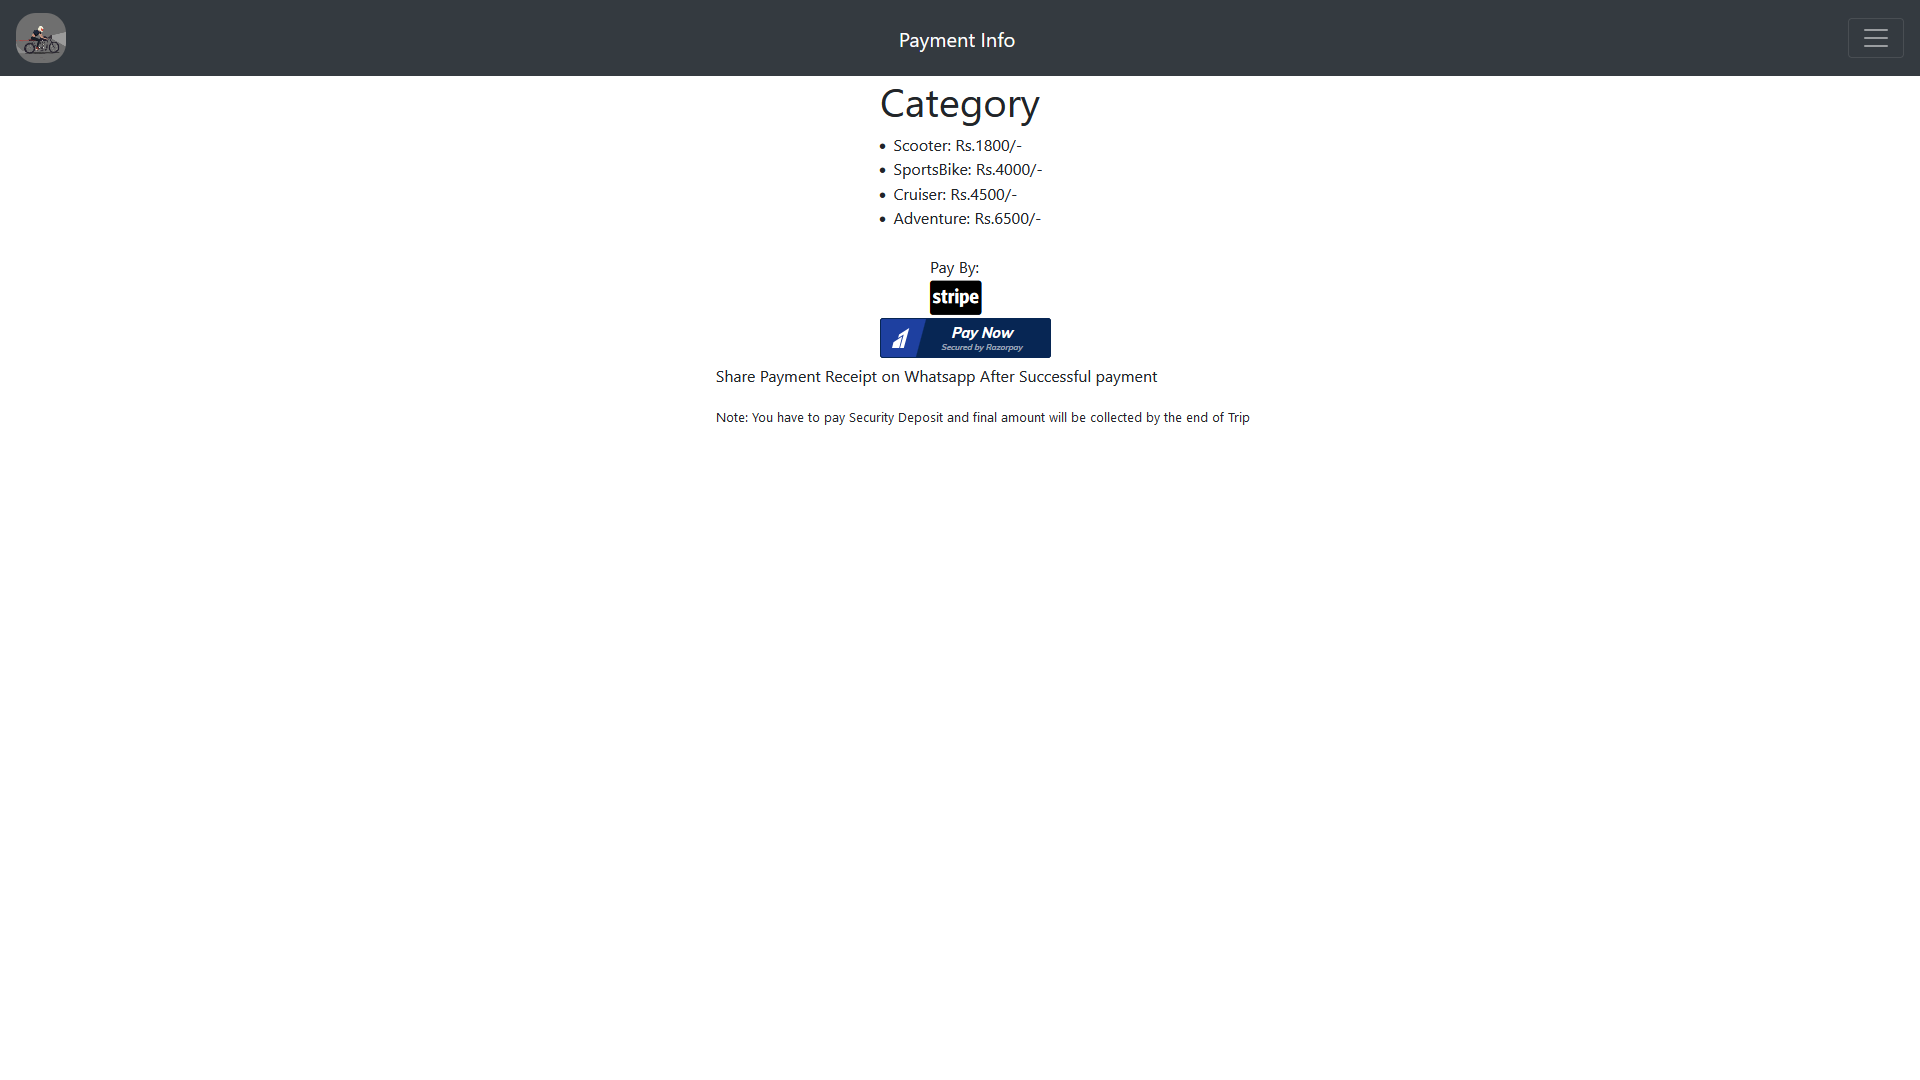 Payment Info
Category
• Scooter: Rs.1800/-
• SportsBike: Rs.4000/-
• Cruiser: Rs.4500/-
• Adventure: Rs.6500/-
Pay By:
stripe
Pay Now
Secured by Razorpay
Share Payment Receipt on Whatsapp After Successful payment
Note: You have to pay Security Deposit and final amount will be collected by the end of Trip